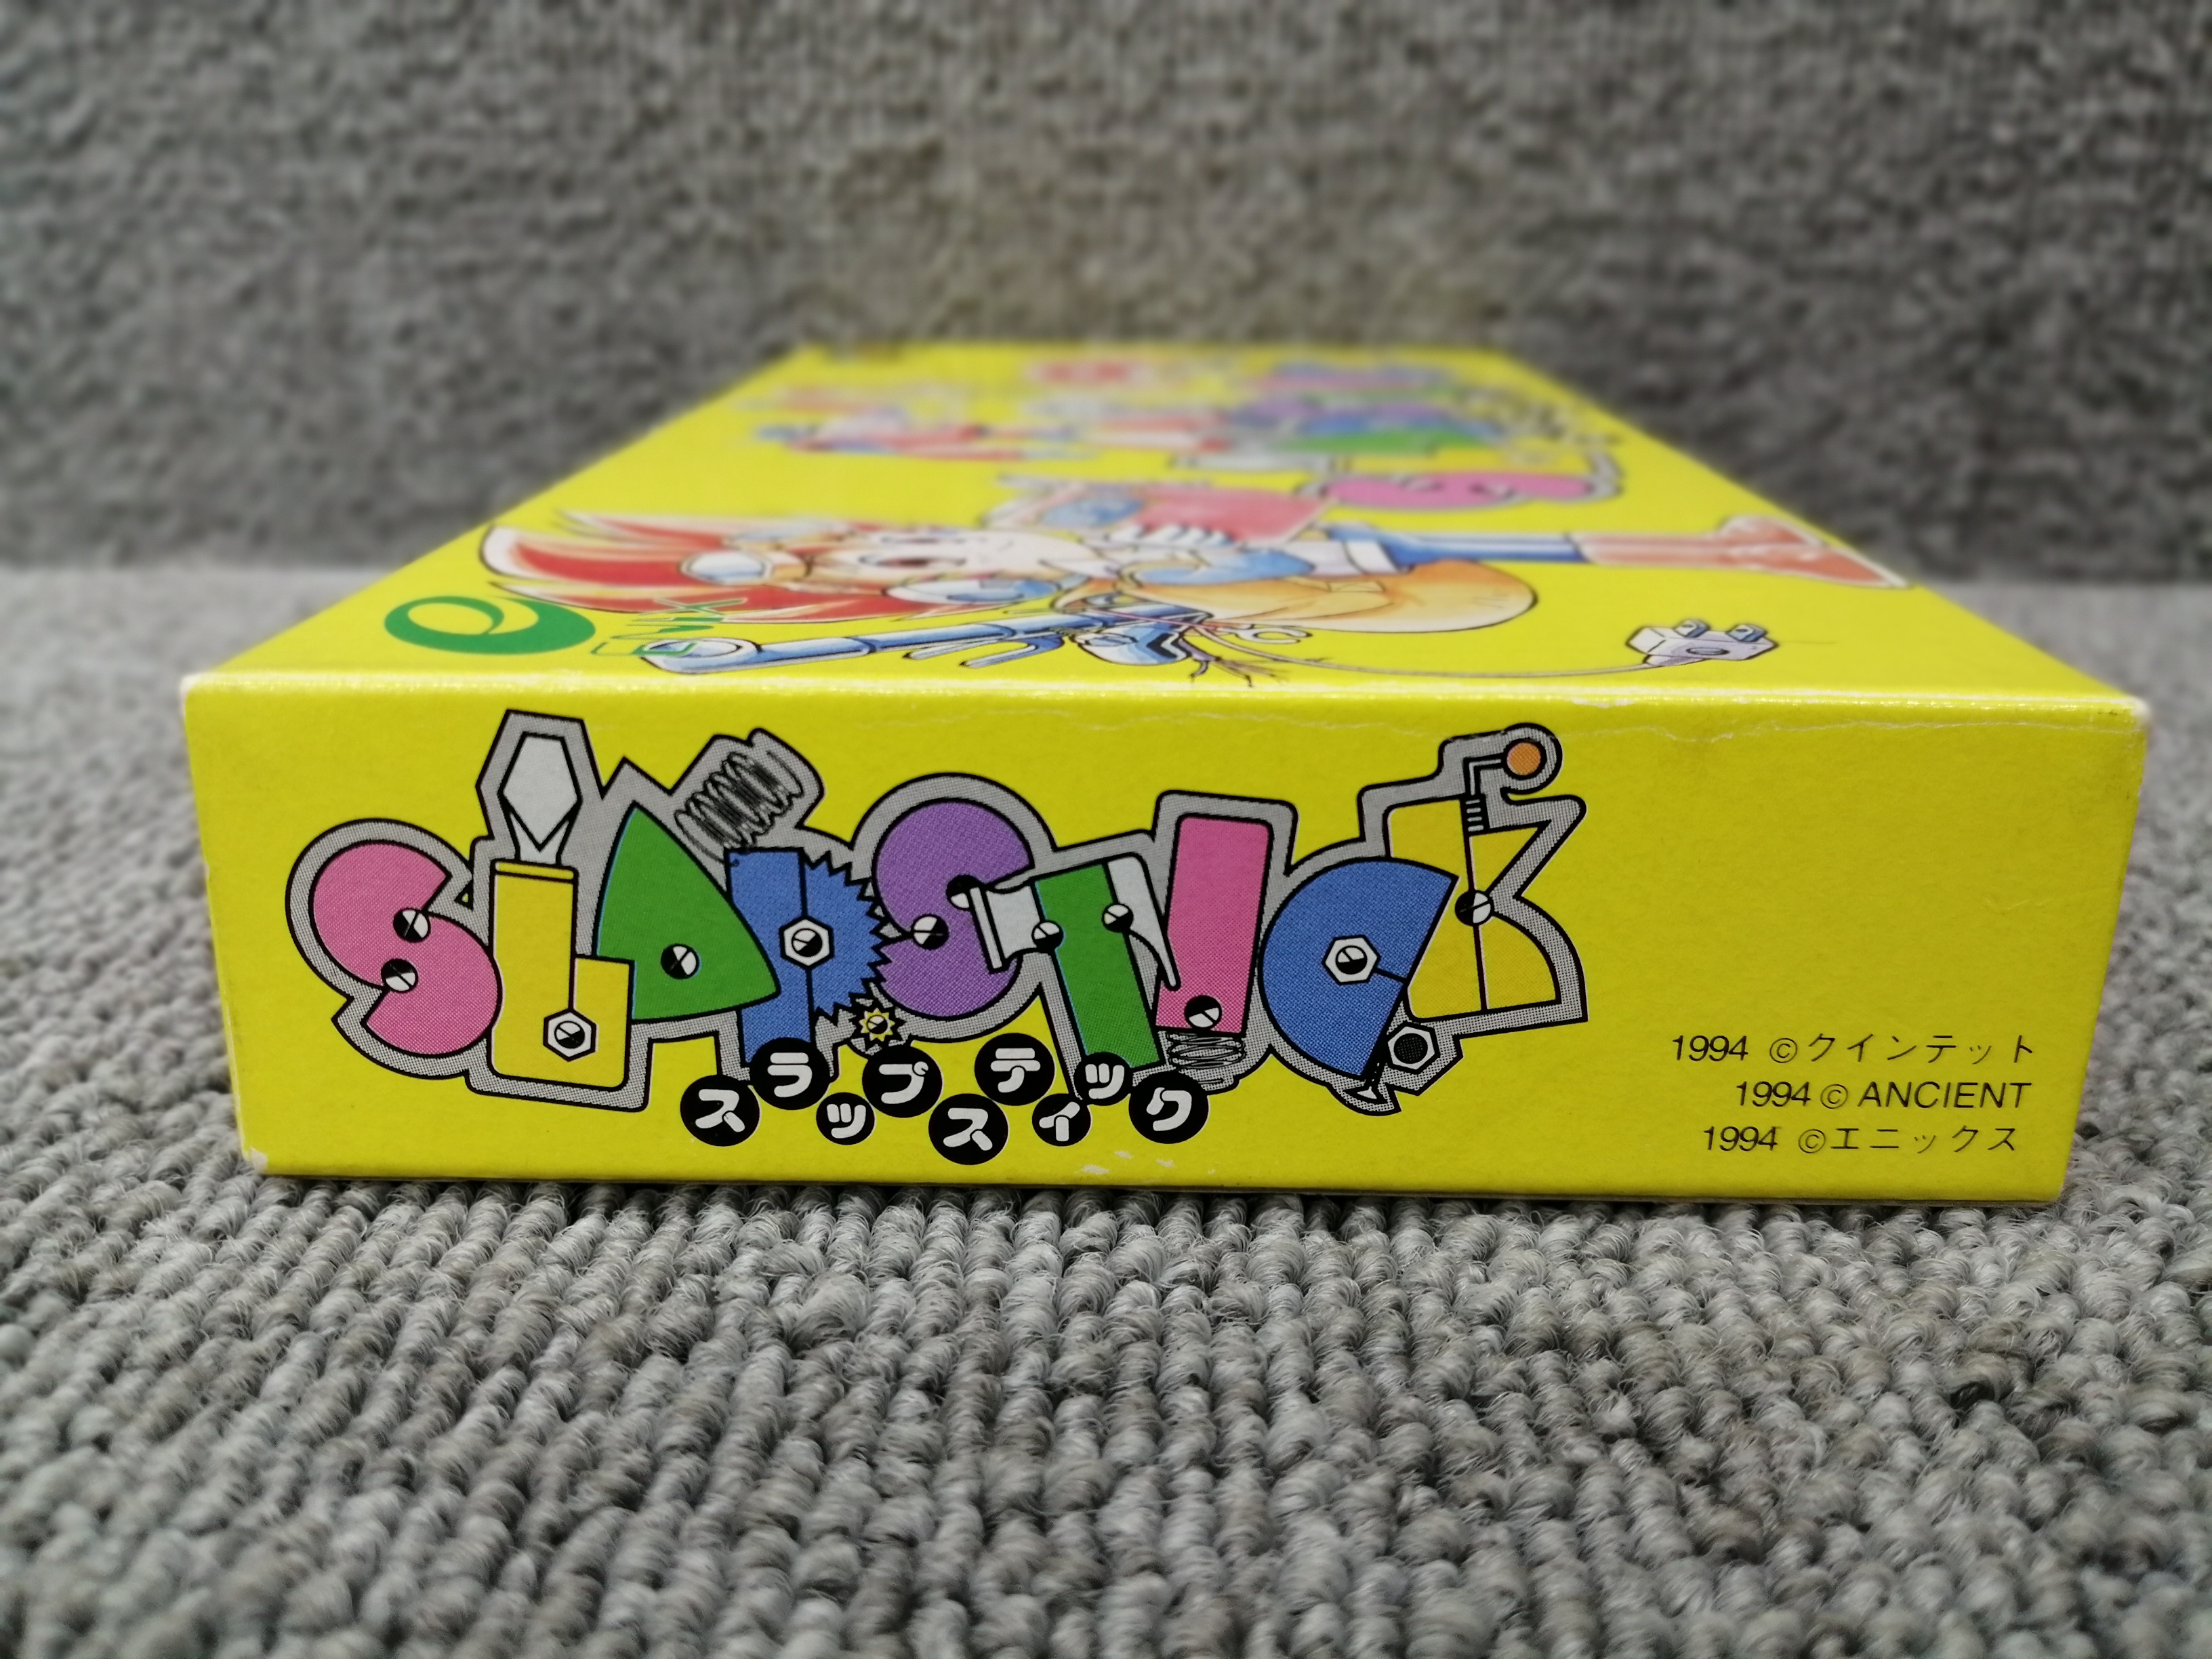 ENIX
SLAPSTICK
スラップスティック
1994 ©クインテット
1994 © ANCIENT
1994 ©エニックス